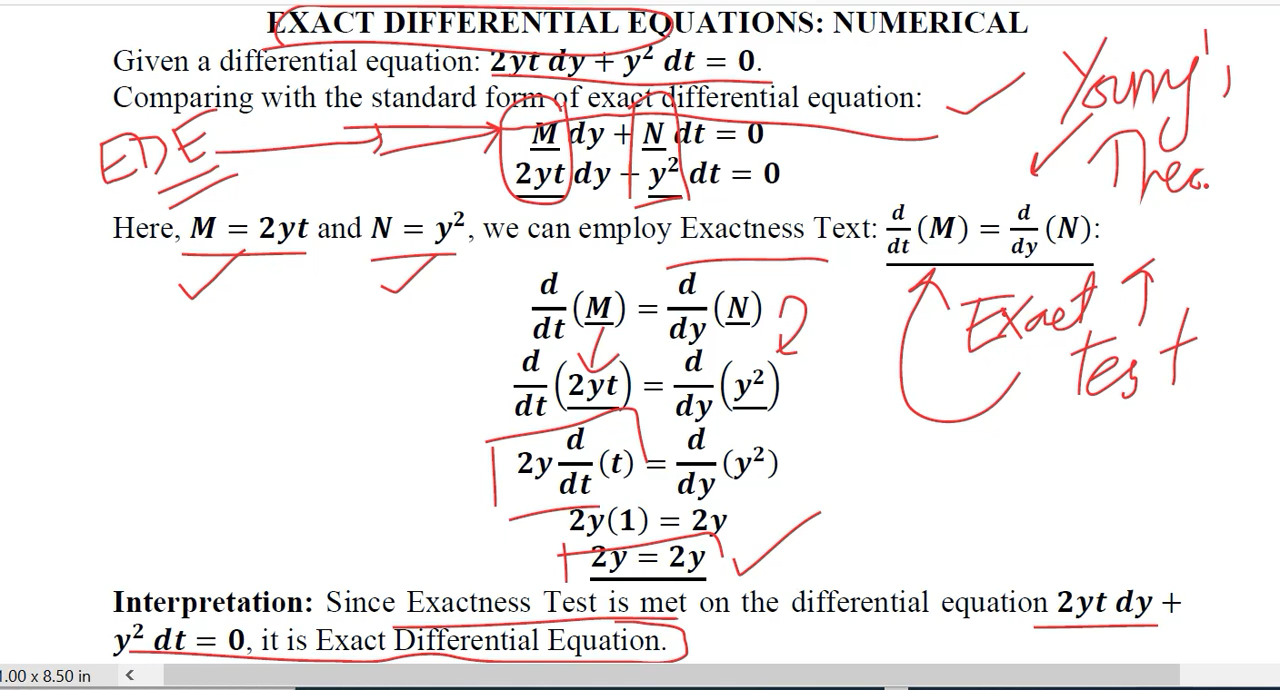 EXACT DIFFERENTIAL EQUATIONS: NUMERICAL
Given a differential equation: 2yt dy + y² dt = 0.
Comparing with the standard form of exact differential equation:
M dy + N dt = 0
2yt dy + y² dt = 0
EDE
Young's
Theo.
Here, M = 2yt and N = y², we can employ Exactness Text: d/dt (M) = d/dy (N):
d/dt (M) = d/dy (N)
d/dt (2yt) = d/dy (y²)
2y d/dt (t) = d/dy (y²)
2y(1) = 2y
2y = 2y
Exact
test
Interpretation: Since Exactness Test is met on the differential equation 2yt dy +
y² dt = 0, it is Exact Differential Equation.
1.00 x 8.50 in